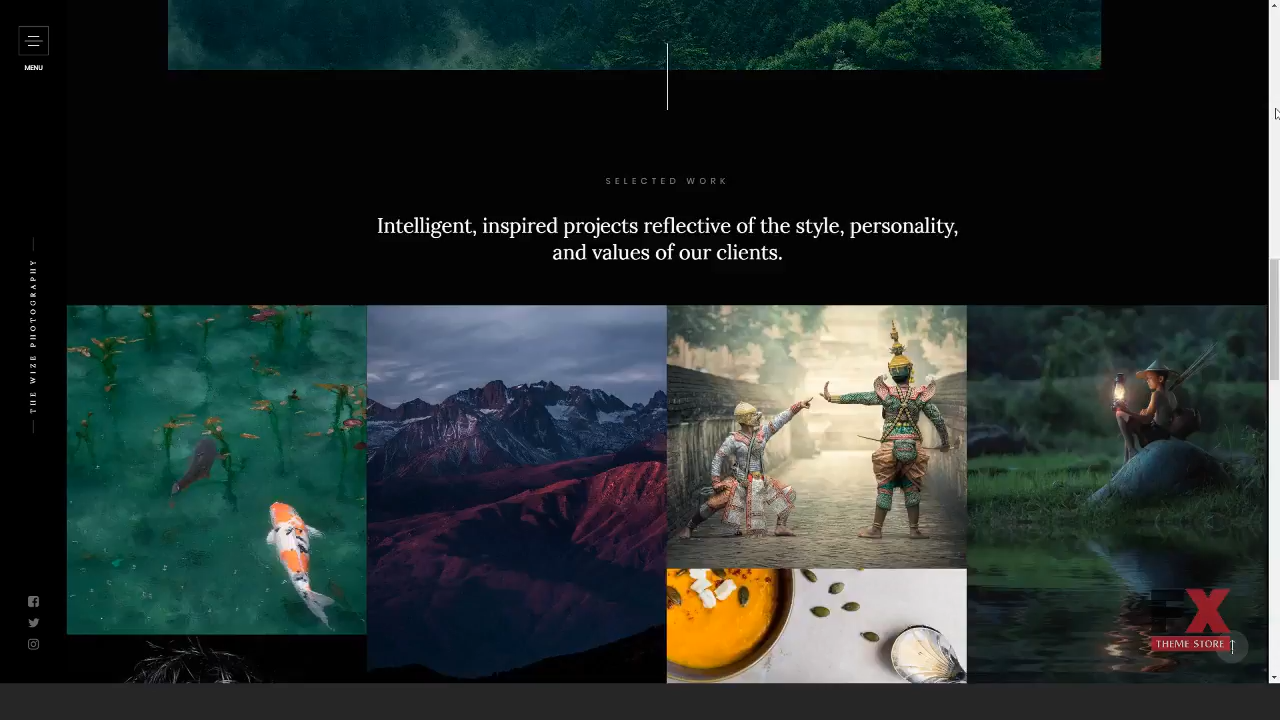 MENU
SELECTED WORK
Intelligent, inspired projects reflective of the style, personality,
and values of our clients.
THE WIZE PHOTOGRAPHY
FX
THEME STORE